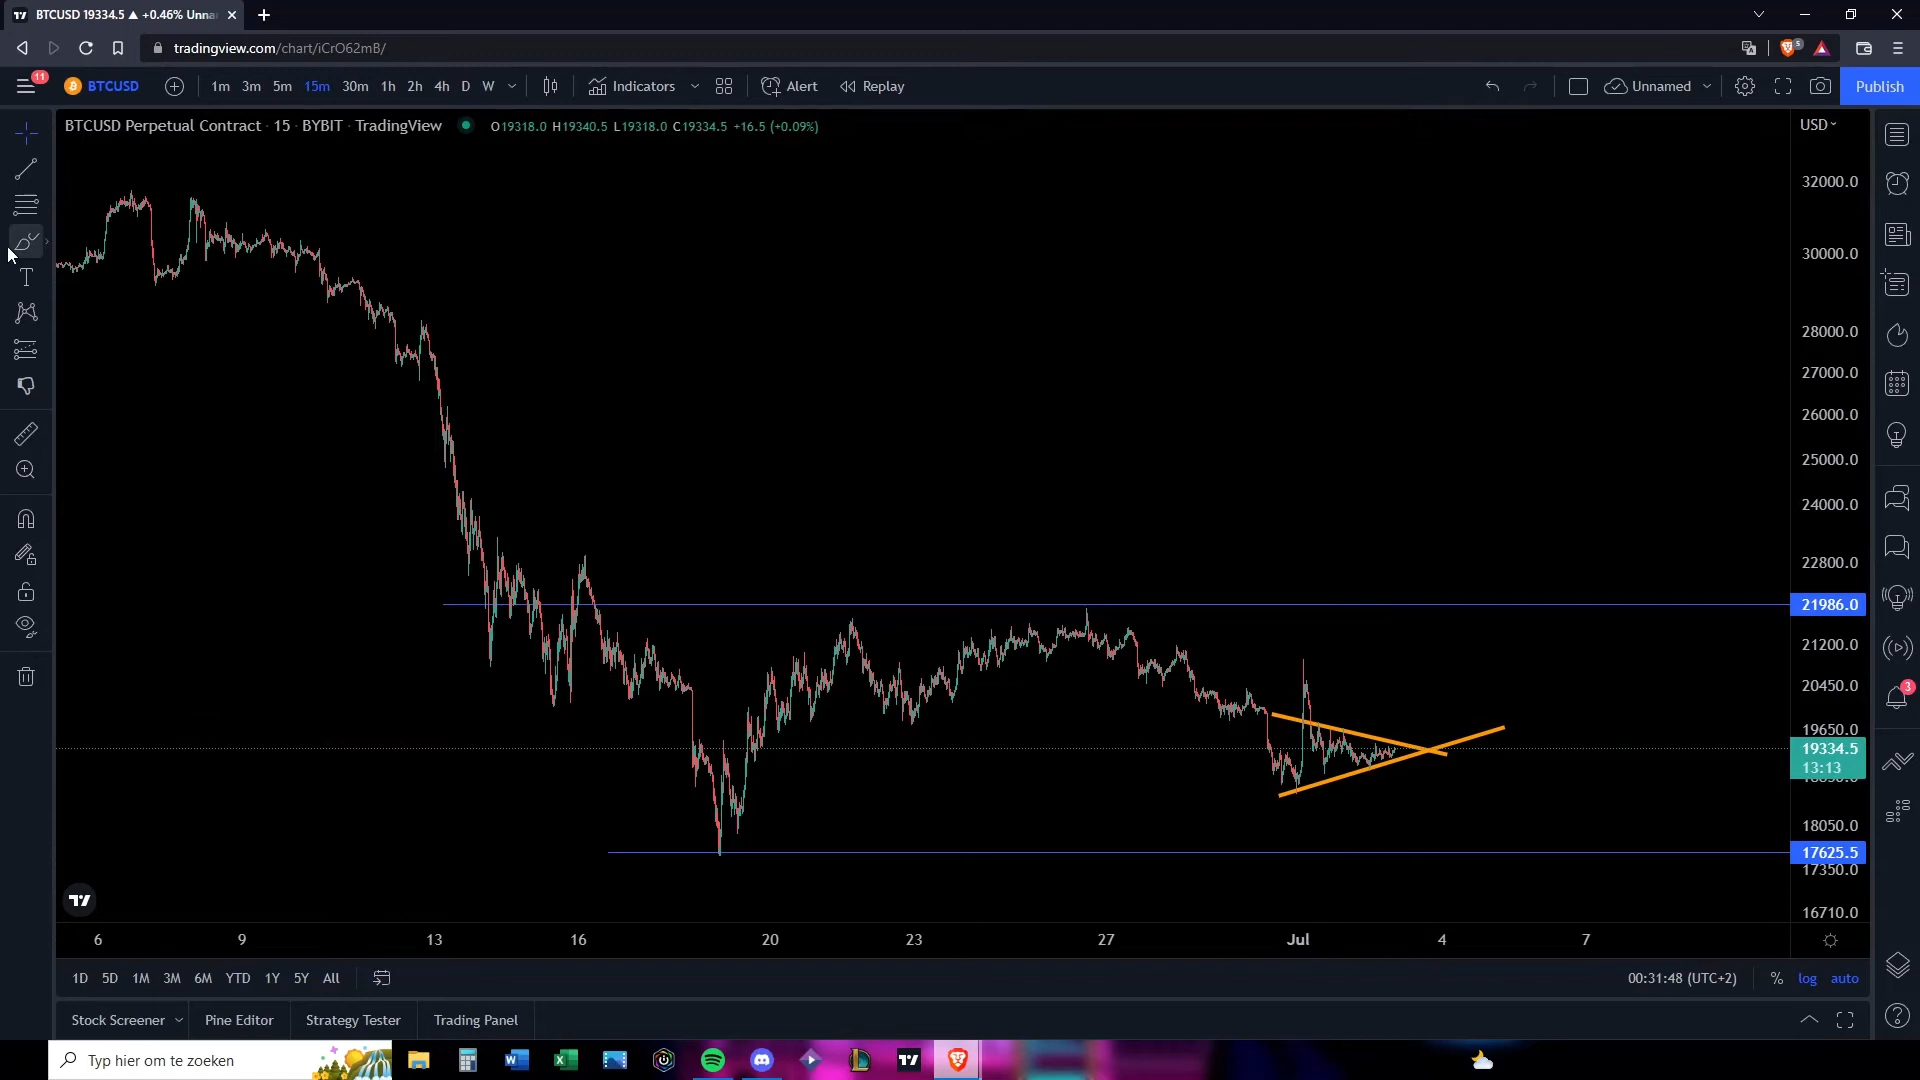 BTCUSD 19334.5 ▲ +0.46% Unna
tradingview.com/chart/iCrO62mB/
5
11
BTCUSD
1m 3m 5m 15m 30m 1h 2h 4h D W
Indicators
Alert
Replay
Unnamed
Publish
BTCUSD Perpetual Contract · 15 · BYBIT · TradingView
O19318.0 H19340.5 L19318.0 C19334.5 +16.5 (+0.09%)
USD
32000.0
30000.0
28000.0
27000.0
26000.0
25000.0
24000.0
22800.0
21986.0
21200.0
20450.0
3
19650.0
19334.5
13:13
18050.0
17625.5
17350.0
16710.0
6 9 13 16 20 23 27 Jul 4 7
1D 5D 1M 3M 6M YTD 1Y 5Y All
00:31:48 (UTC+2)
% log auto
Stock Screener
Pine Editor
Strategy Tester
Trading Panel
Typ hier om te zoeken